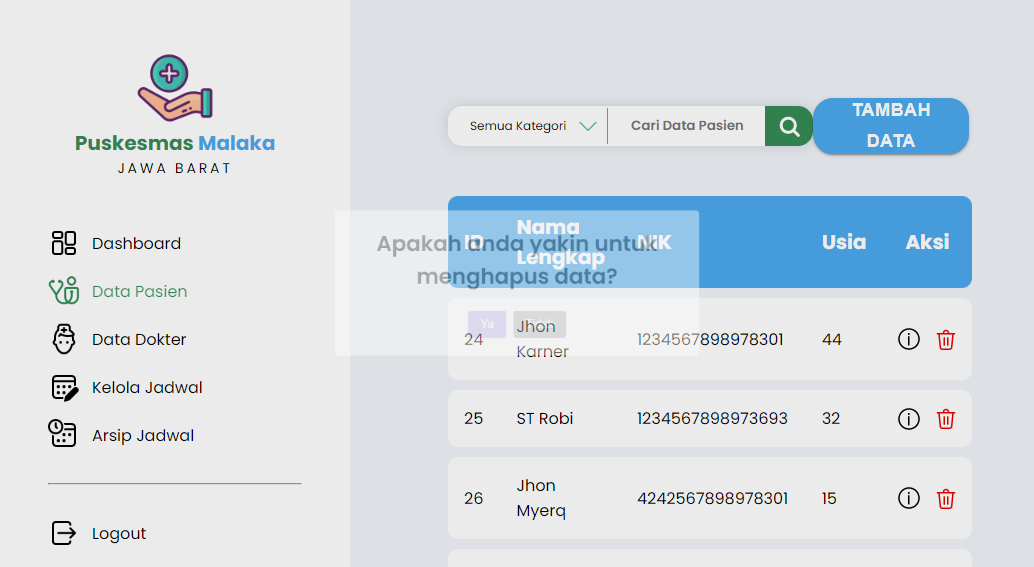 Puskesmas Malaka
JAWA BARAT
Dashboard
Data Pasien
Data Dokter
Kelola Jadwal
Arsip Jadwal
Logout
Semua Kategori
Cari Data Pasien
TAMBAH
DATA
ID
Nama
Lengkap
NIK
Usia
Aksi
Apakah anda yakin untuk
menghapus data?
Ya
24
Jhon
Karner
1234567898978301
44
25
ST Robi
1234567898973693
32
26
Jhon
Myerq
4242567898978301
15